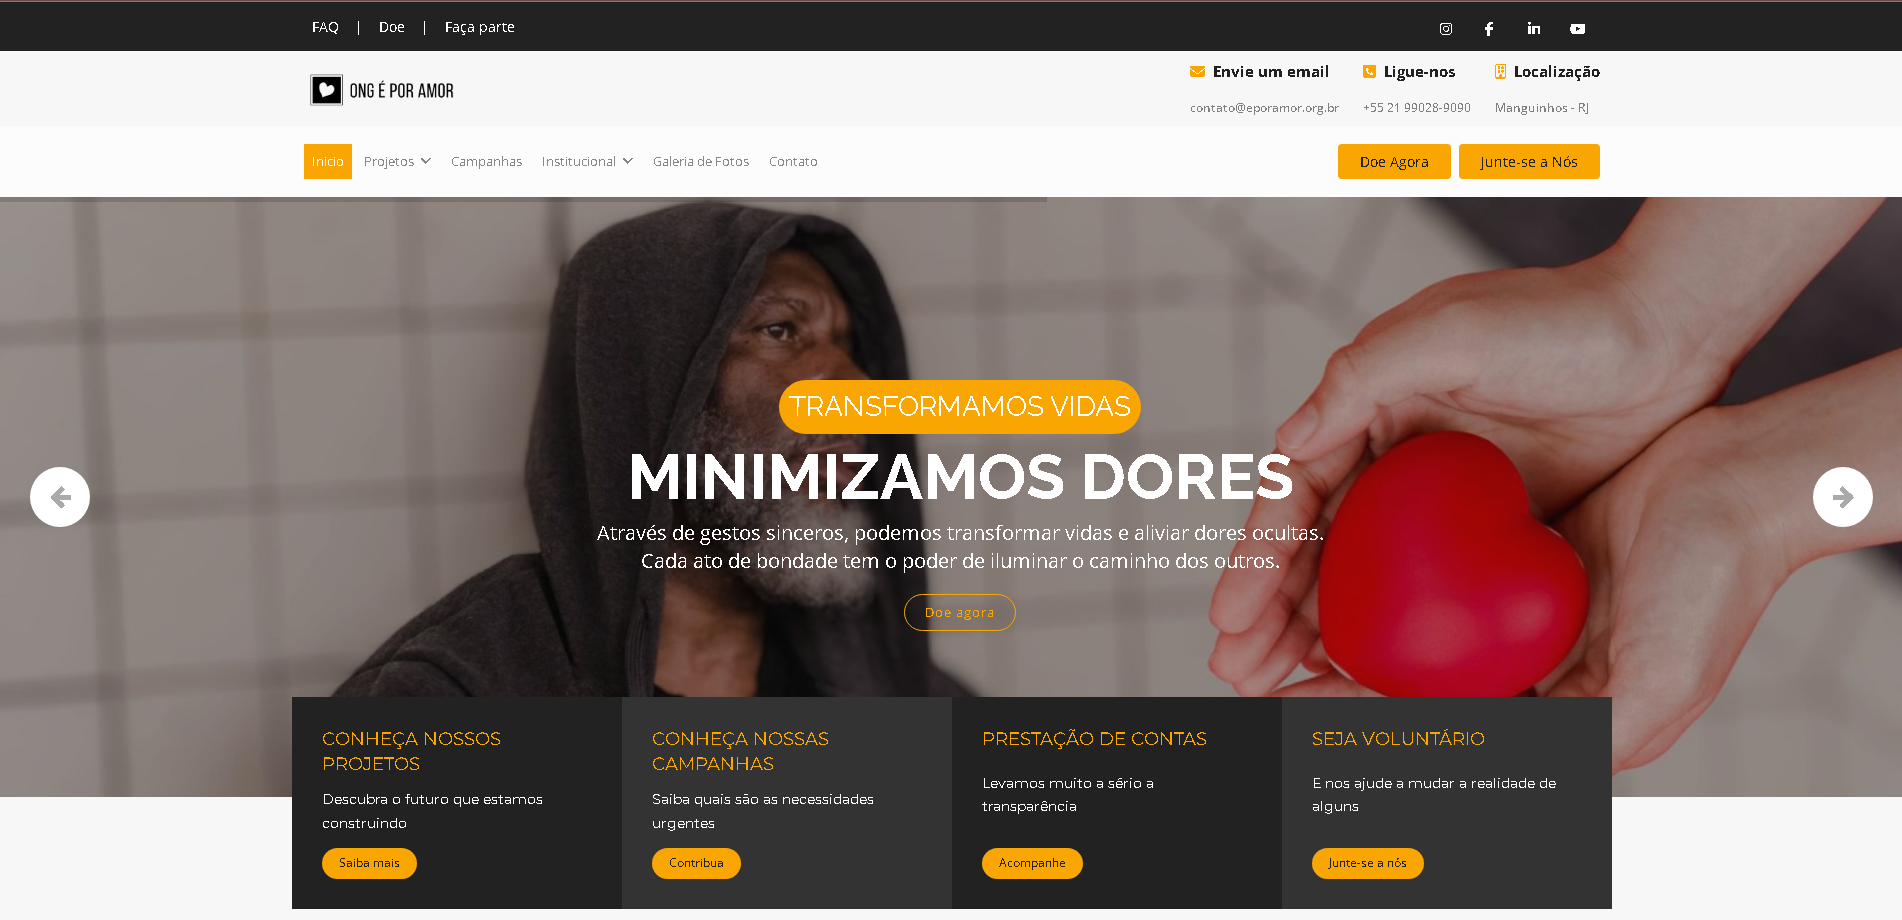 FAQ | Doe | Faça parte
ONG É POR AMOR
Envie um email
contato@eporamor.org.br
Ligue-nos
+55 21 99028-9090
Localização
Manguinhos - RJ
Inicio Projetos Campanhas Institucional Galeria de Fotos Contato
Doe Agora Junte-se a Nós
TRANSFORMAMOS VIDAS
MINIMIZAMOS DORES
Através de gestos sinceros, podemos transformar vidas e aliviar dores ocultas.
Cada ato de bondade tem o poder de iluminar o caminho dos outros.
Doe agora
CONHEÇA NOSSOS
PROJETOS
Descubra o futuro que estamos
construindo
Saiba mais
CONHEÇA NOSSAS
CAMPANHAS
Saiba quais são as necessidades
urgentes
Contribua
PRESTAÇÃO DE CONTAS
Levamos muito a sério a
transparência
Acompanhe
SEJA VOLUNTÁRIO
E nos ajude a mudar a realidade de
alguns
Junte-se a nós